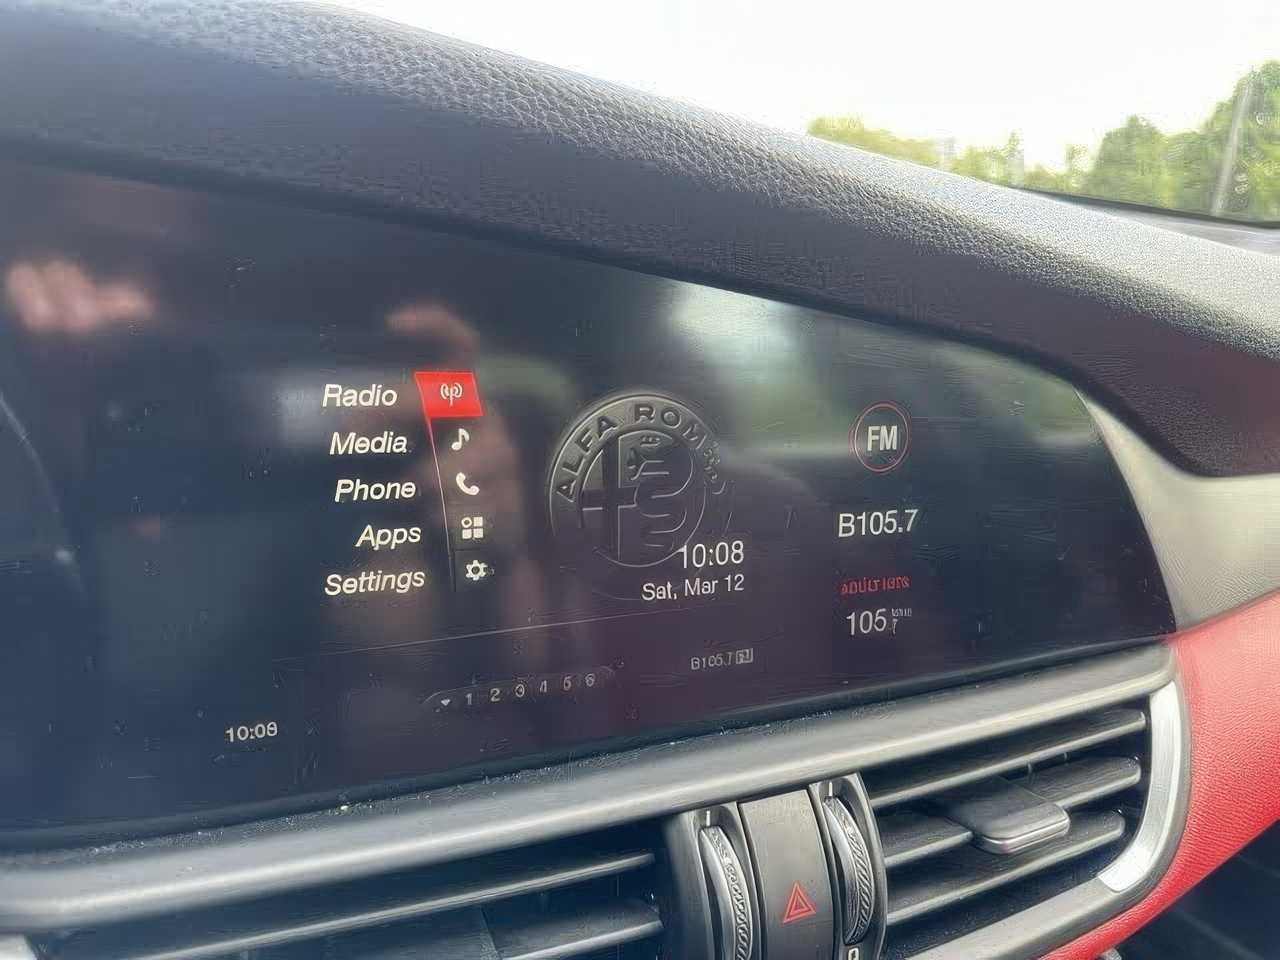 Radio
Media
Phone
Apps
Settings
ALFA ROM
10:08
Sat, Mar 12
FM
B105.7
105
B105.7
1 2 3 4 5 6
10:08